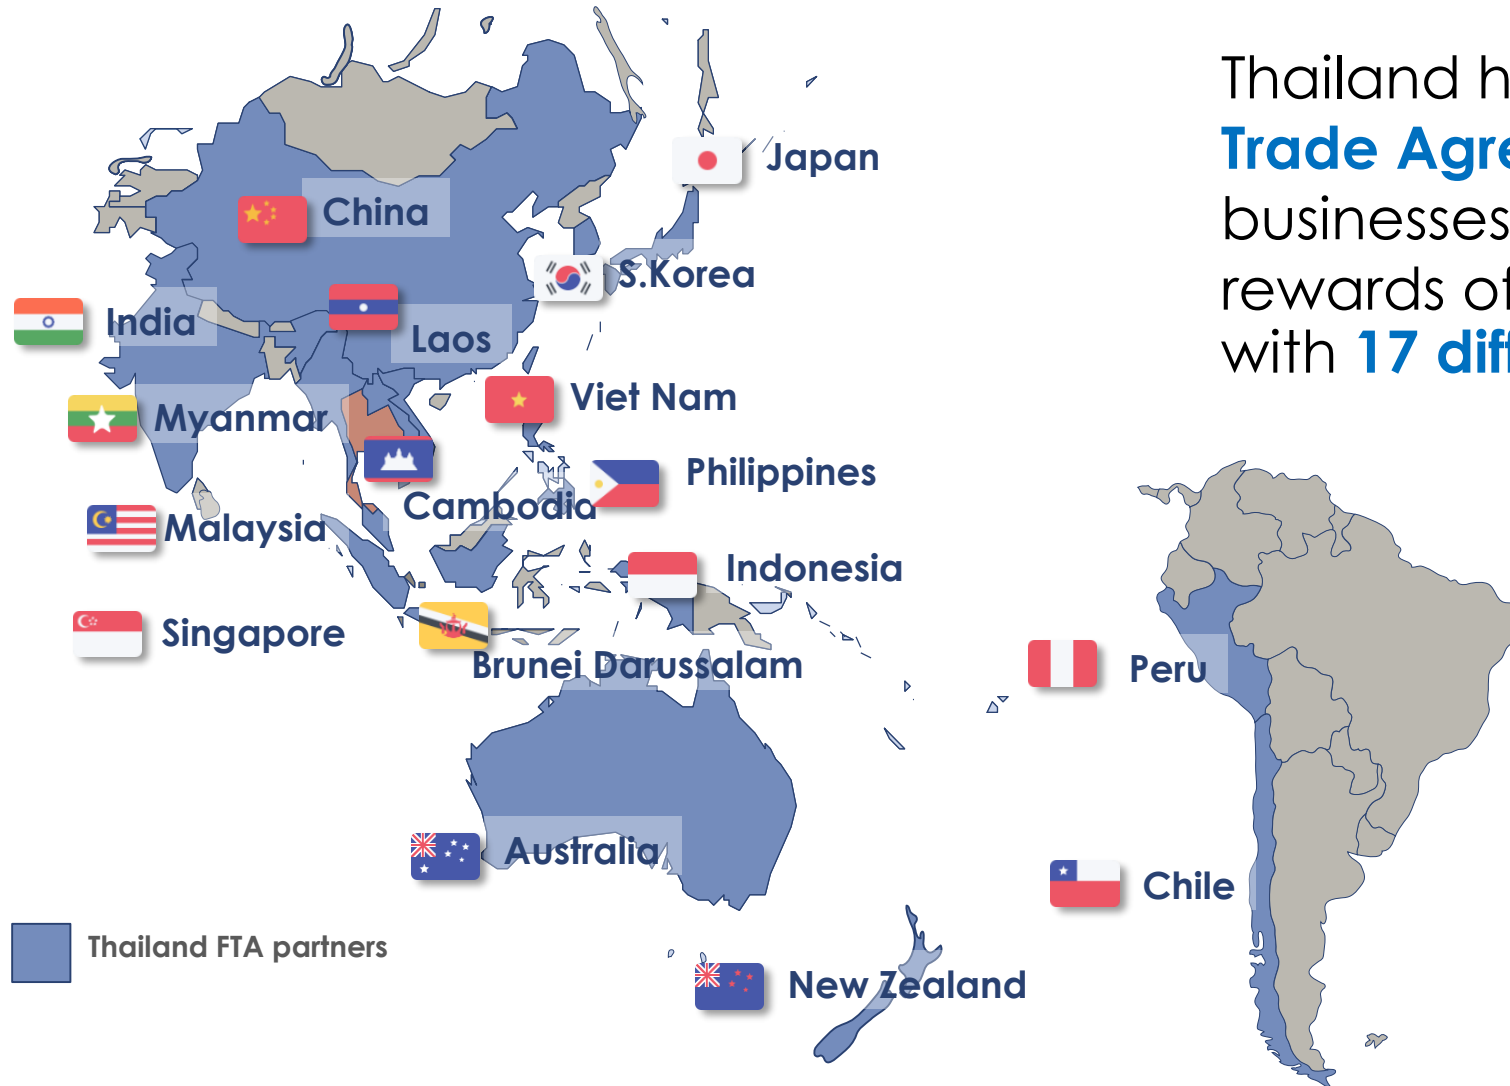 Thailand h
Trade Agre
businesses
rewards of
with 17 diff
Japan
China
S.Korea
India
Laos
Viet Nam
Myanmar
Philippines
Cambodia
Malaysia
Indonesia
Singapore
Brunei Darussalam
Peru
Australia
Chile
Thailand FTA partners
New Zealand